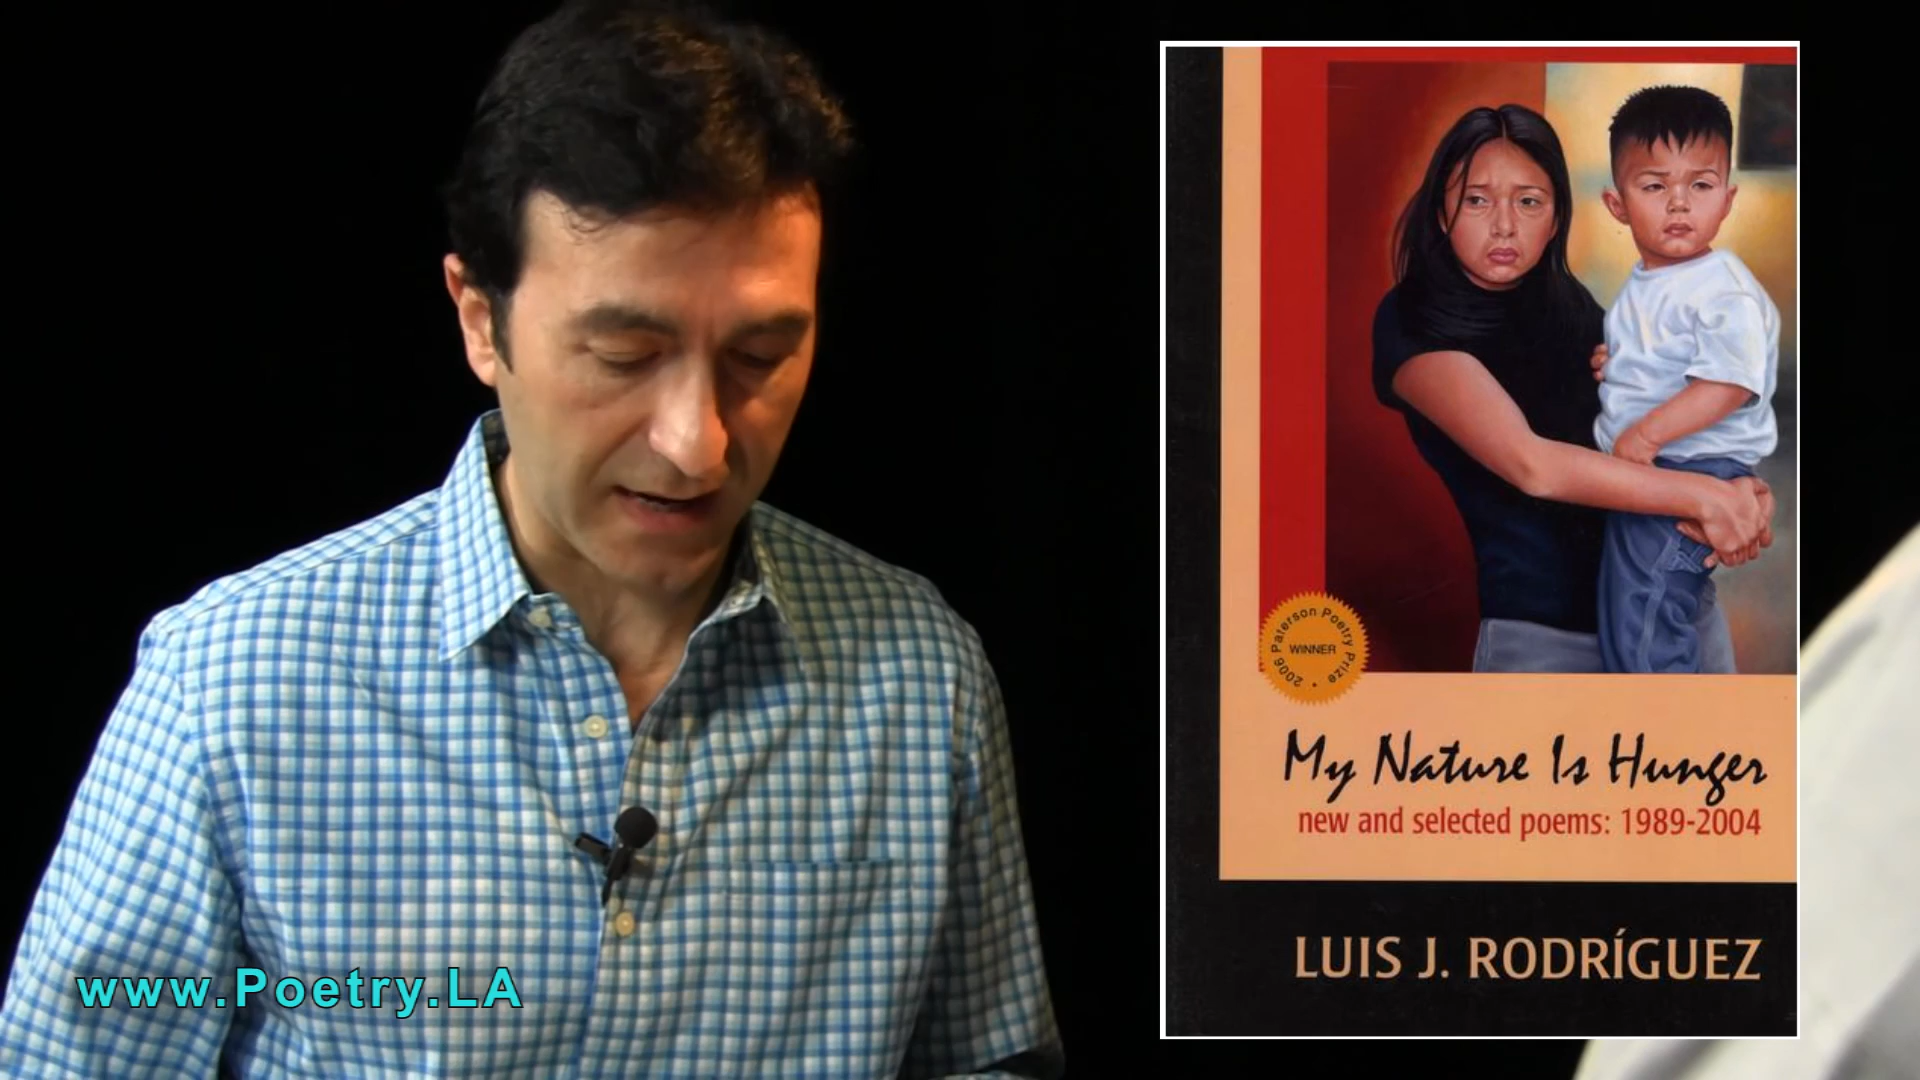 2006 Paterson Poetry Prize •
WINNER
My Nature Is Hunger
new and selected poems: 1989-2004
LUIS J. RODRÍGUEZ
www.Poetry.LA